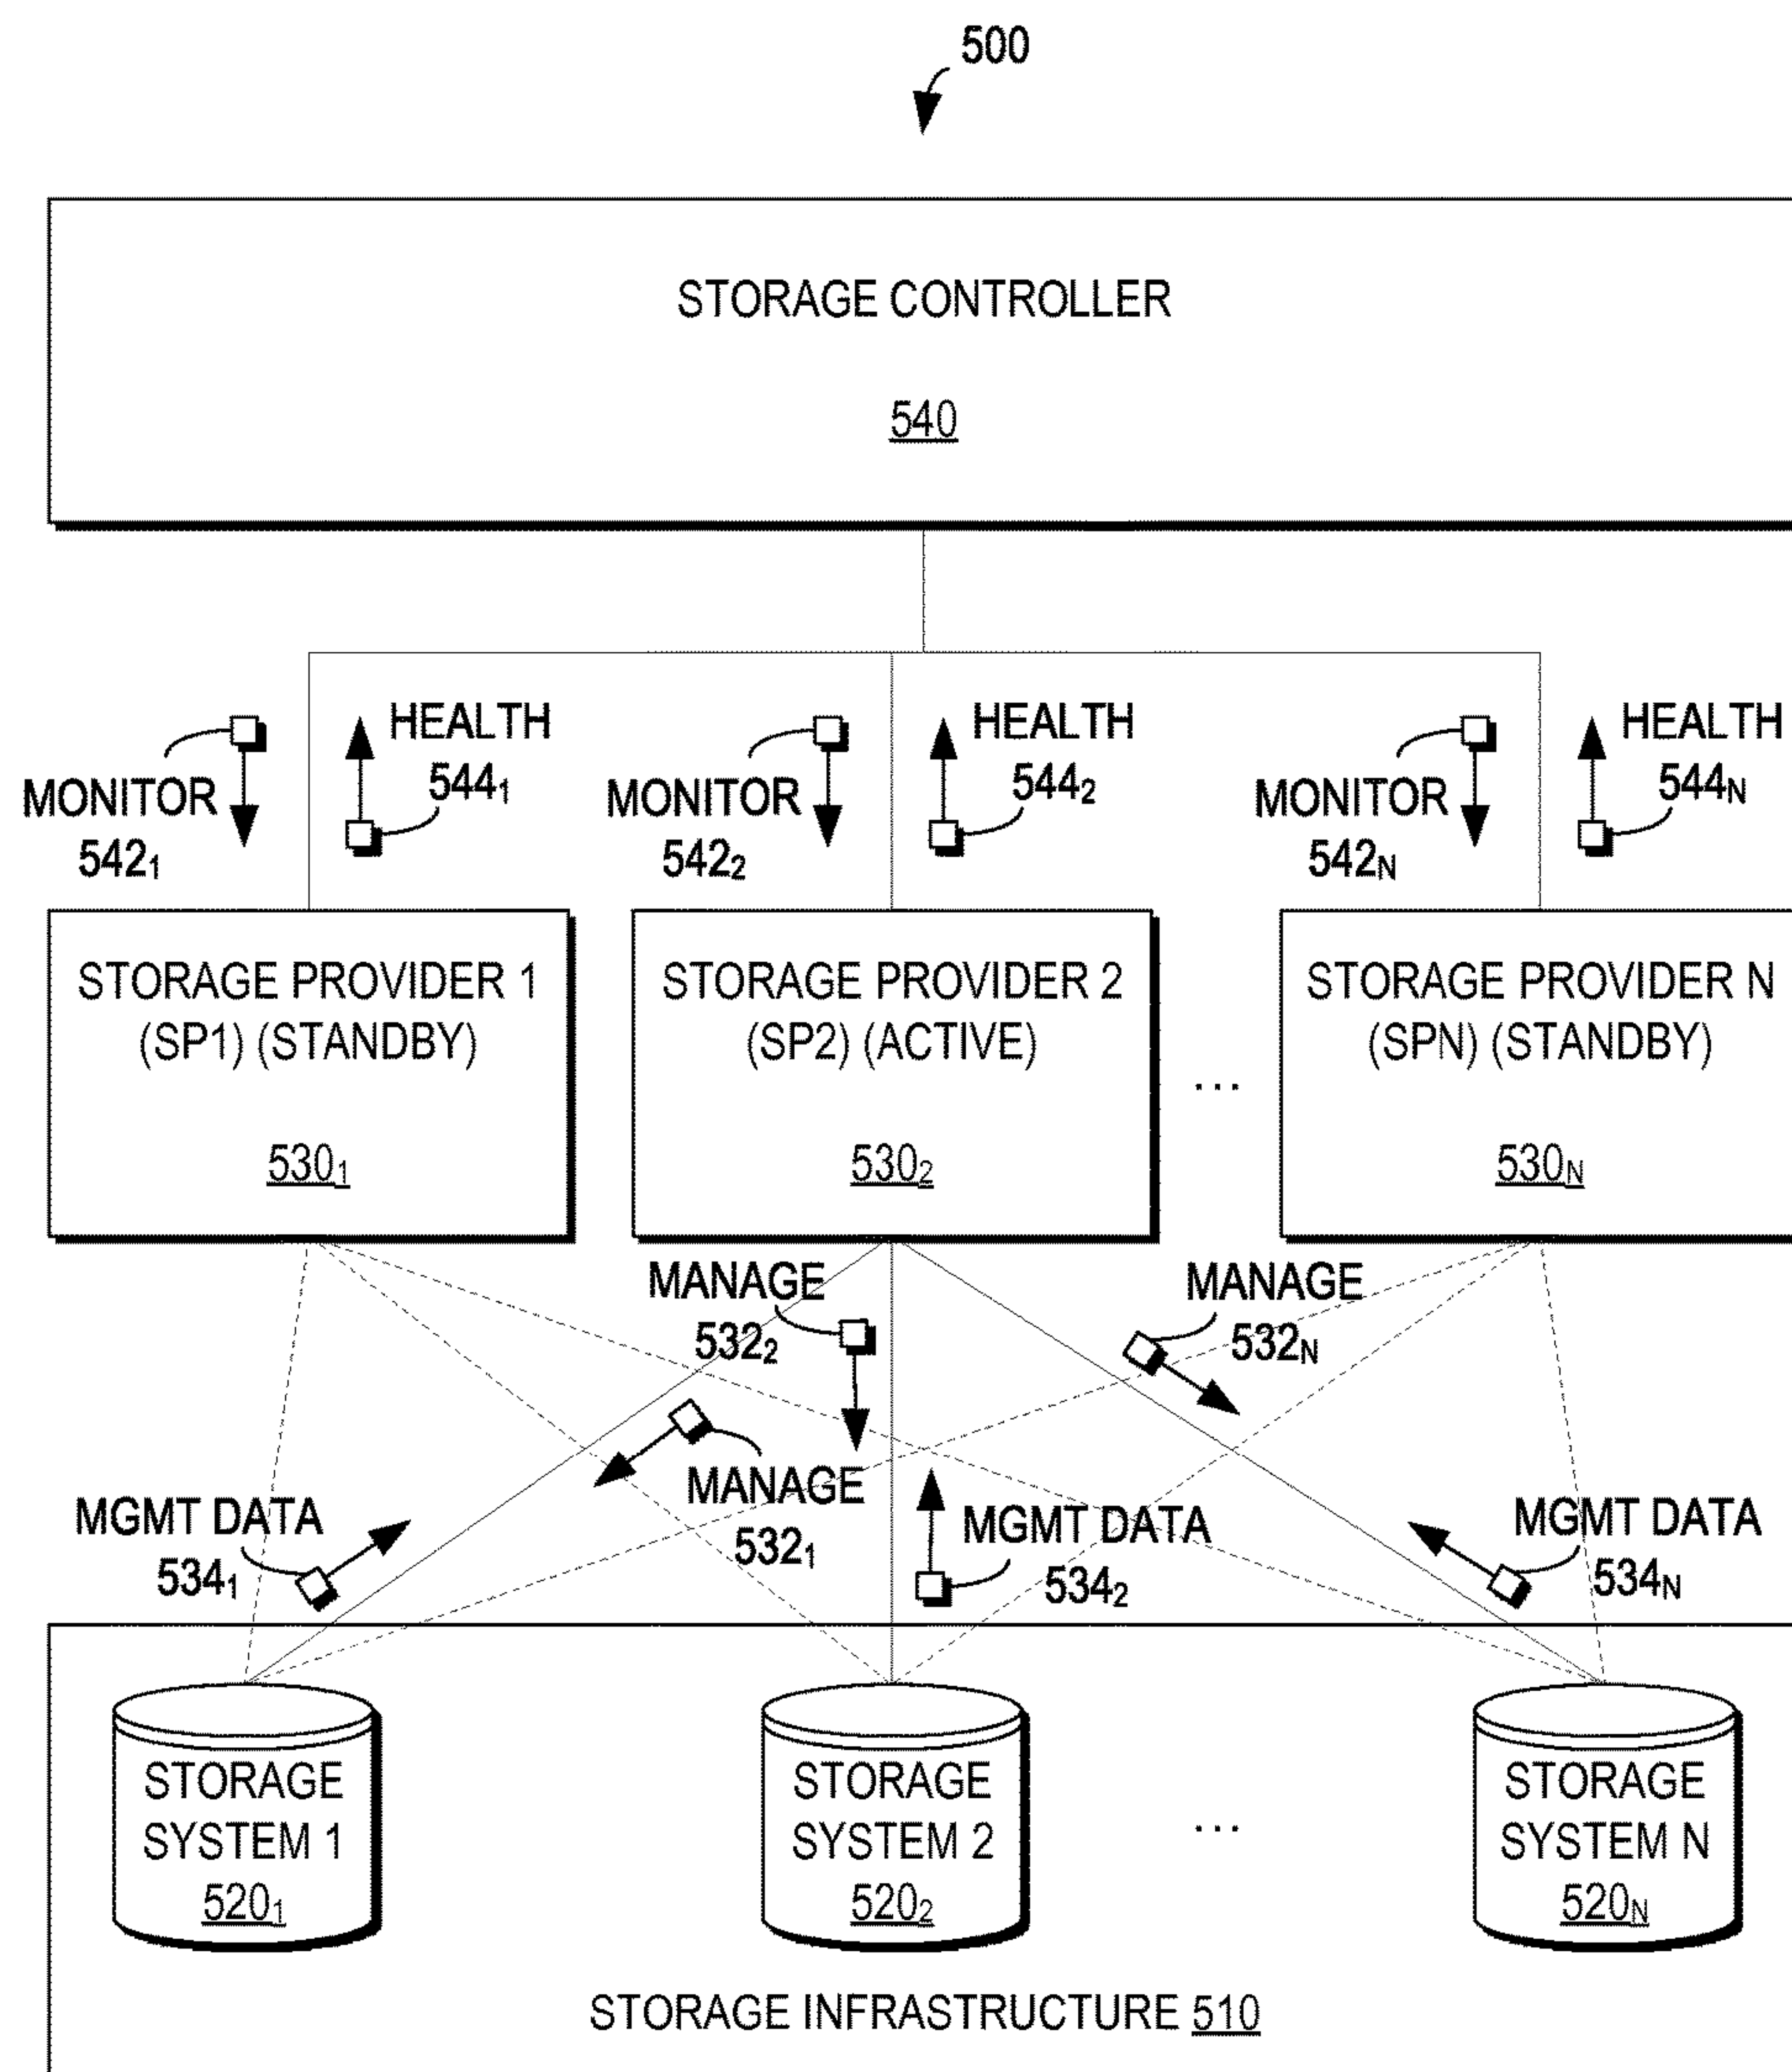 500
STORAGE CONTROLLER
540
HEALTH
544₁
MONITOR
542₁
HEALTH
544₂
MONITOR
542₂
HEALTH
544N
MONITOR
542N
STORAGE PROVIDER 1
(SP1) (STANDBY)
530₁
STORAGE PROVIDER 2
(SP2) (ACTIVE)
530₂
...
STORAGE PROVIDER N
(SPN) (STANDBY)
530N
MANAGE
532₂
MANAGE
532N
MANAGE
532₁
MGMT DATA
534₁
MGMT DATA
534₂
MGMT DATA
534N
STORAGE
SYSTEM 1
520₁
STORAGE
SYSTEM 2
520₂
...
STORAGE
SYSTEM N
520N
STORAGE INFRASTRUCTURE 510